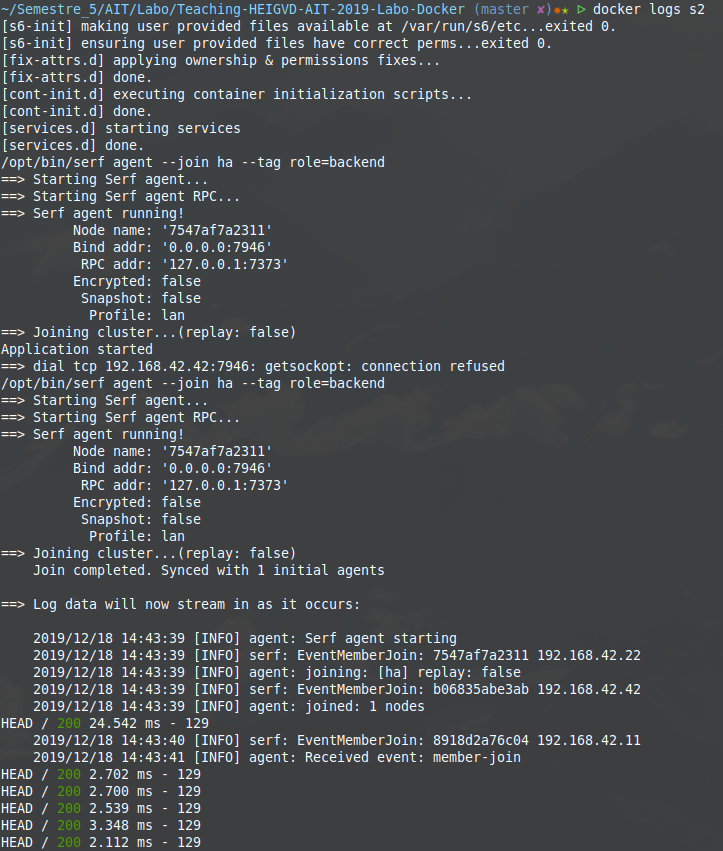 ~/Semestre_5/AIT/Labo/Teaching-HEIGVD-AIT-2019-Labo-Docker (master ✘)✹★ ᐅ docker logs s2
[s6-init] making user provided files available at /var/run/s6/etc...exited 0.
[s6-init] ensuring user provided files have correct perms...exited 0.
[fix-attrs.d] applying ownership & permissions fixes...
[fix-attrs.d] done.
[cont-init.d] executing container initialization scripts...
[cont-init.d] done.
[services.d] starting services
[services.d] done.
/opt/bin/serf agent --join ha --tag role=backend
==> Starting Serf agent...
==> Starting Serf agent RPC...
==> Serf agent running!
         Node name: '7547af7a2311'
         Bind addr: '0.0.0.0:7946'
          RPC addr: '127.0.0.1:7373'
         Encrypted: false
          Snapshot: false
           Profile: lan
==> Joining cluster...(replay: false)
Application started
==> dial tcp 192.168.42.42:7946: getsockopt: connection refused
/opt/bin/serf agent --join ha --tag role=backend
==> Starting Serf agent...
==> Starting Serf agent RPC...
==> Serf agent running!
         Node name: '7547af7a2311'
         Bind addr: '0.0.0.0:7946'
          RPC addr: '127.0.0.1:7373'
         Encrypted: false
          Snapshot: false
           Profile: lan
==> Joining cluster...(replay: false)
    Join completed. Synced with 1 initial agents

==> Log data will now stream in as it occurs:

    2019/12/18 14:43:39 [INFO] agent: Serf agent starting
    2019/12/18 14:43:39 [INFO] serf: EventMemberJoin: 7547af7a2311 192.168.42.22
    2019/12/18 14:43:39 [INFO] agent: joining: [ha] replay: false
    2019/12/18 14:43:39 [INFO] serf: EventMemberJoin: b06835abe3ab 192.168.42.42
    2019/12/18 14:43:39 [INFO] agent: joined: 1 nodes
HEAD / 200 24.542 ms - 129
    2019/12/18 14:43:40 [INFO] serf: EventMemberJoin: 8918d2a76c04 192.168.42.11
    2019/12/18 14:43:41 [INFO] agent: Received event: member-join
HEAD / 200 2.702 ms - 129
HEAD / 200 2.700 ms - 129
HEAD / 200 2.539 ms - 129
HEAD / 200 3.348 ms - 129
HEAD / 200 2.112 ms - 129